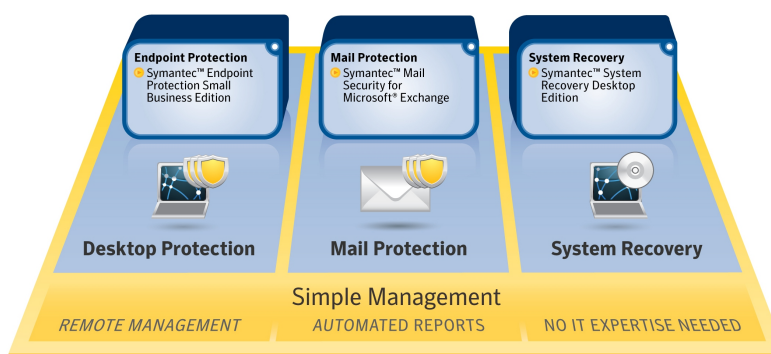 Endpoint Protection
Symantec™ Endpoint
Protection Small
Business Edition
Mail Protection
Symantec™ Mail
Security for
Microsoft® Exchange
System Recovery
Symantec™ System
Recovery Desktop
Edition
Desktop Protection
Mail Protection
System Recovery
Simple Management
REMOTE MANAGEMENT
AUTOMATED REPORTS
NO IT EXPERTISE NEEDED